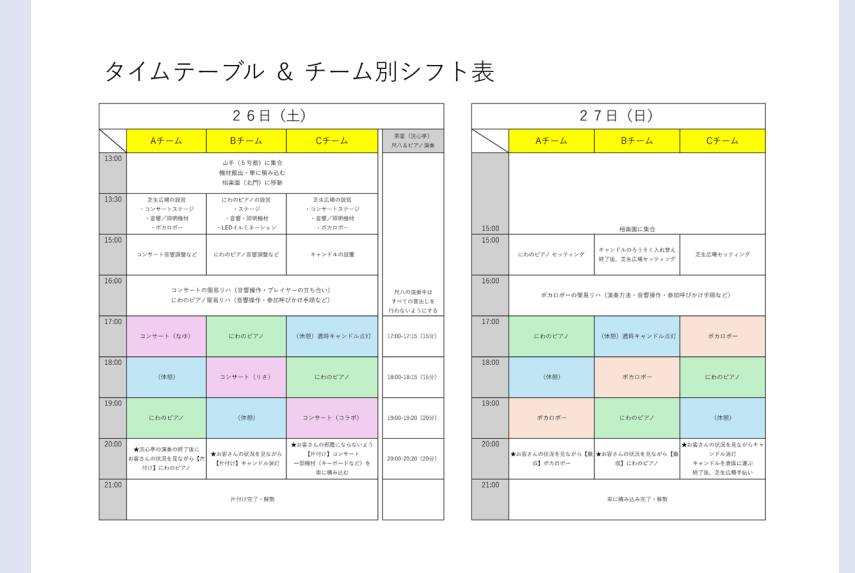 タイムテーブル & チーム別シフト表
26日（土）
Aチーム
Bチーム
Cチーム
茶室（流心亭）
尺八&ピアノ演奏
13:00
山手（５号館）に集合
機材搬出・車に積み込む
相楽園（北門）に移動
13:30
芝生広場の設営
・コンサートステージ
・音響／照明機材
・ボカロボー
にわのピアノの設営
・ステージ
・音響・照明機材
・LEDイルミネーション
芝生広場の設営
・コンサートステージ
・音響／照明機材
・ボカロボー
15:00
コンサート音響調整など
にわのピアノ音響調整など
キャンドルの設置
16:00
コンサートの簡易リハ（音響操作・プレイヤーの立ち合い）
にわのピアノ簡易リハ（音響操作・参加呼びかけ手順など）
尺八の演奏中は
すべての音出しを
行わないようにする
17:00
コンサート（なゆ）
にわのピアノ
（休憩）適時キャンドル点灯
17:00-17:15（15分）
18:00
（休憩）
コンサート（りさ）
にわのピアノ
18:00-18:15（15分）
19:00
にわのピアノ
（休憩）
コンサート（コラボ）
19:00-19:20（20分）
20:00
★流心亭の演奏の終了後に
お客さんの状況を見ながら【片
付け】にわのピアノ
★お客さんの状況を見ながら
【片付け】キャンドル消灯
★お客さんの邪魔にならないよう
【片付け】コンサート
一部機材（キーボードなど）を
車に積み込む
20:00-20:20（20分）
21:00
片付け完了・解散
27日（日）
Aチーム
Bチーム
Cチーム
15:00
相楽園に集合
15:00
にわのピアノ セッティング
キャンドルのろうそく入れ替え
終了後、芝生広場セッティング
芝生広場セッティング
16:00
ボカロボーの簡易リハ（演奏方法・音響操作・参加呼びかけ手順など）
17:00
にわのピアノ
（休憩）適時キャンドル点灯
ボカロボー
18:00
（休憩）
ボカロボー
にわのピアノ
19:00
ボカロボー
にわのピアノ
（休憩）
20:00
★お客さんの状況を見ながら【撤
収】ボカロボー
★お客さんの状況を見ながら【撤
収】にわのピアノ
★お客さんの状況を見ながらキャ
ンドル消灯
キャンドルを倉庫に運ぶ
終了後、芝生広場手伝い
21:00
車に積み込み完了・解散